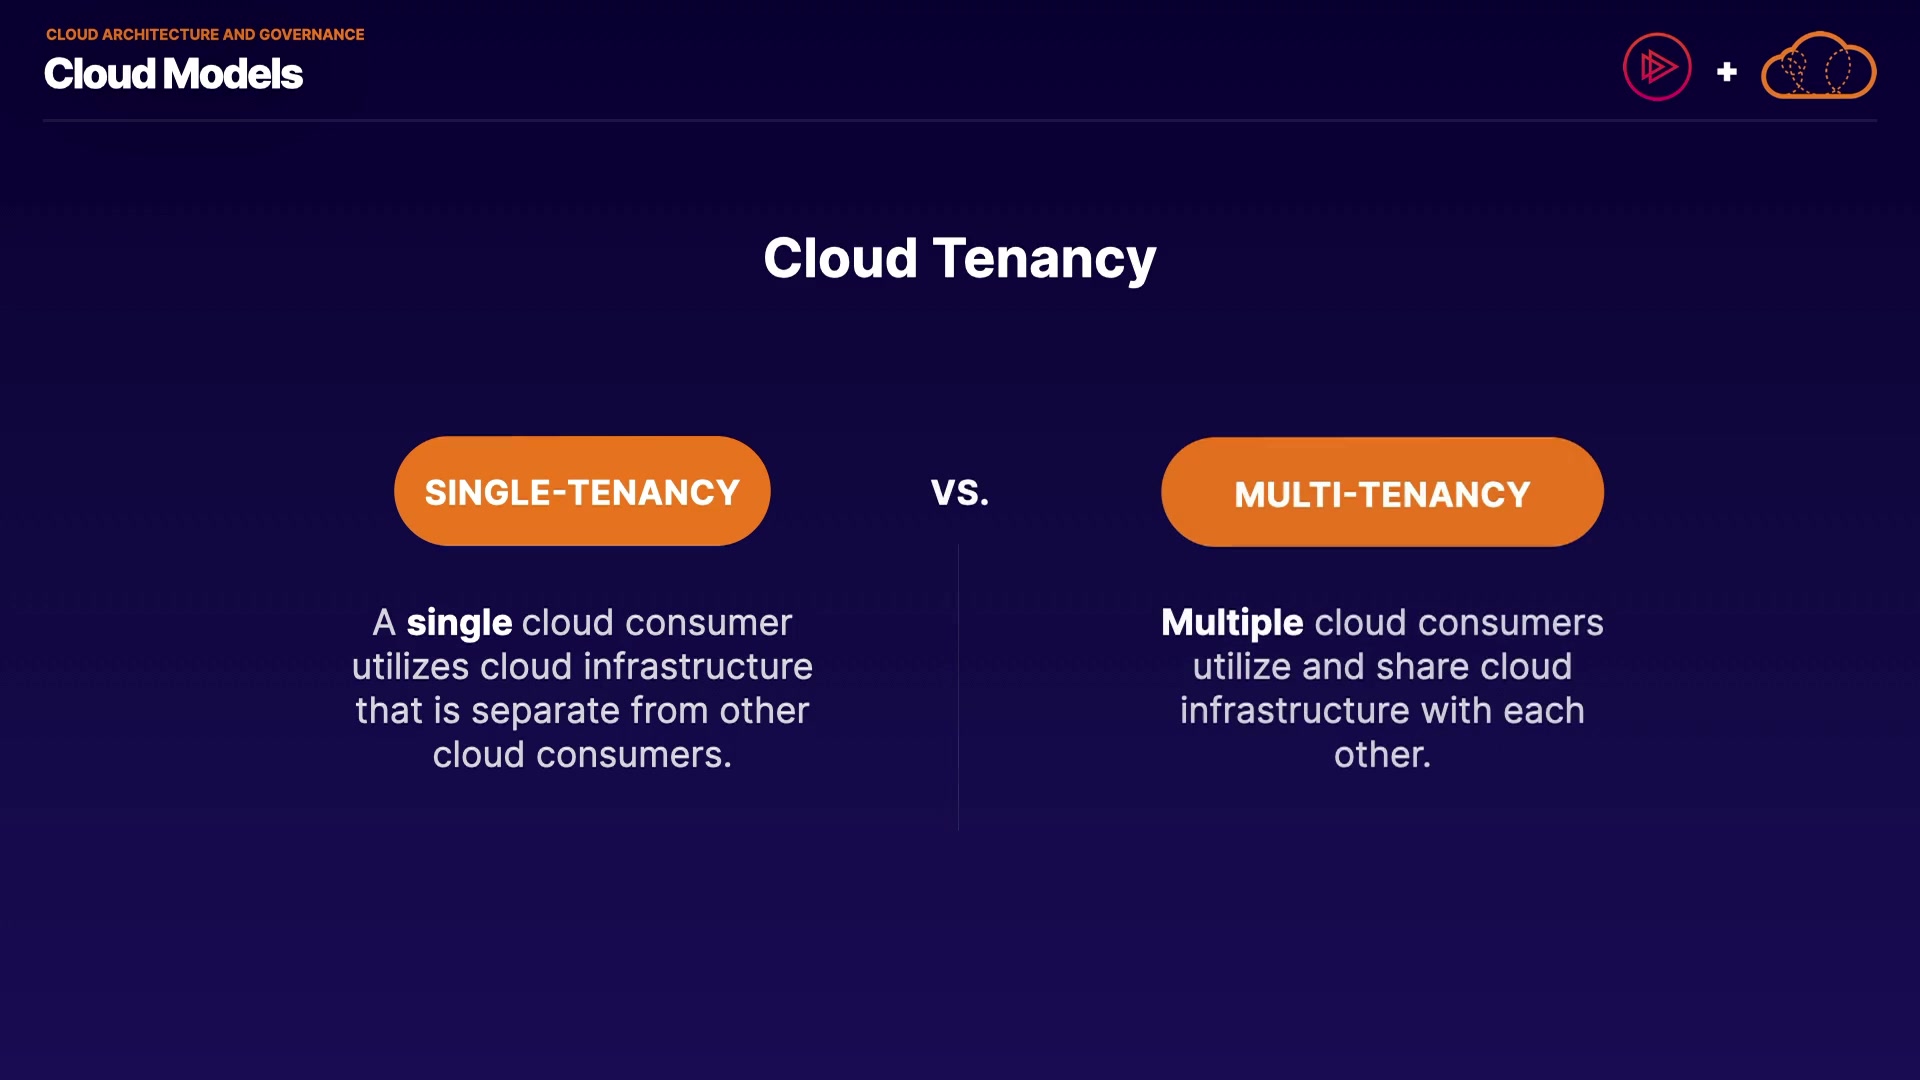 CLOUD ARCHITECTURE AND GOVERNANCE
Cloud Models
+
Cloud Tenancy
SINGLE-TENANCY
VS.
MULTI-TENANCY
A single cloud consumer
utilizes cloud infrastructure
that is separate from other
cloud consumers.
Multiple cloud consumers
utilize and share cloud
infrastructure with each
other.